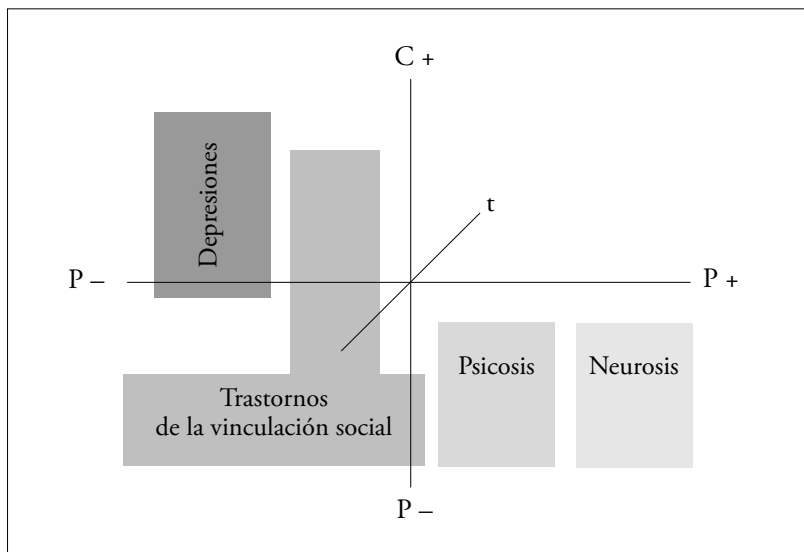 C +
Depresiones
t
P –
P +
Psicosis
Neurosis
Trastornos
de la vinculación social
P –